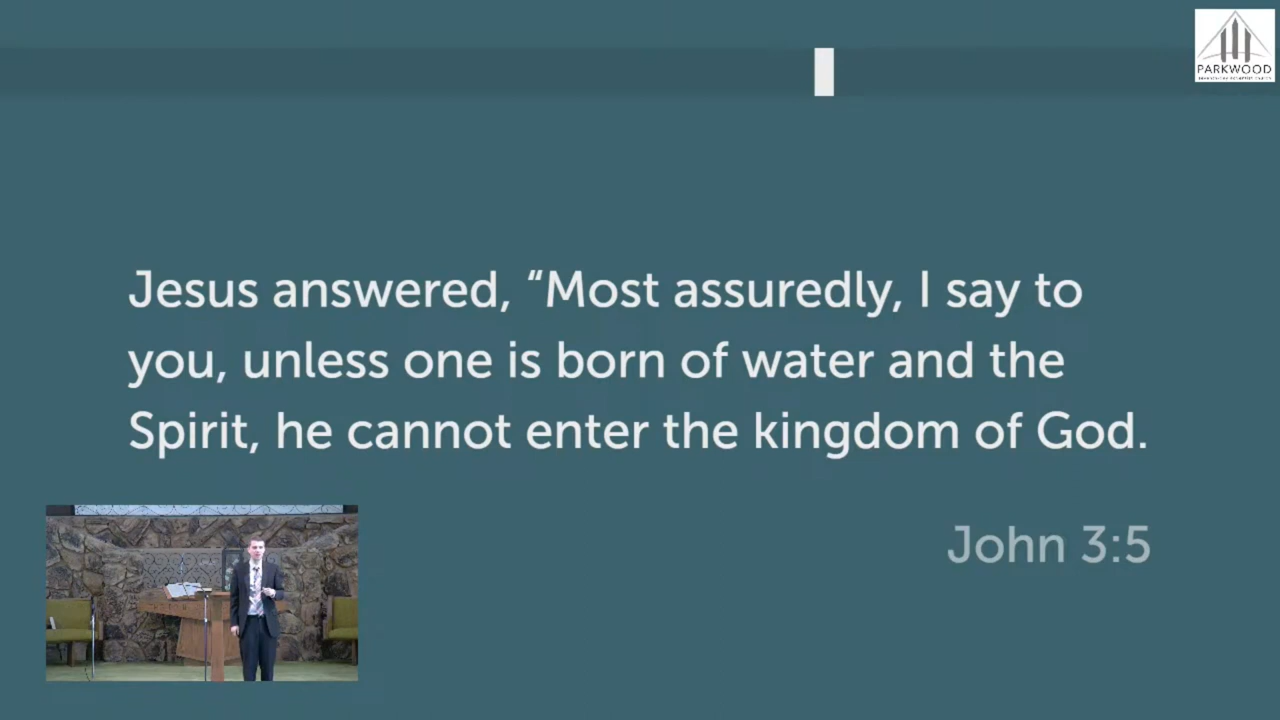 PARKWOOD
Jesus answered, “Most assuredly, I say to
you, unless one is born of water and the
Spirit, he cannot enter the kingdom of God.
John 3:5